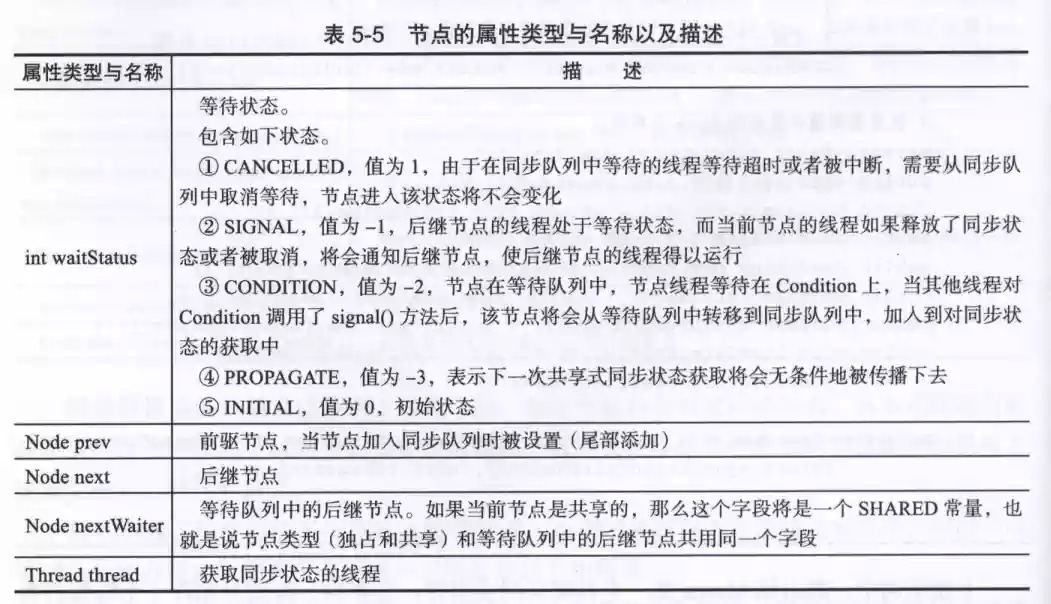 表 5-5 节点的属性类型与名称以及描述
属性类型与名称 描 述
int waitStatus
等待状态。
包含如下状态。
① CANCELLED，值为 1，由于在同步队列中等待的线程等待超时或者被中断，需要从同步队
列中取消等待，节点进入该状态将不会变化
② SIGNAL，值为 -1，后继节点的线程处于等待状态，而当前节点的线程如果释放了同步状
态或者被取消，将会通知后继节点，使后继节点的线程得以运行
③ CONDITION，值为 -2，节点在等待队列中，节点线程等待在 Condition 上，当其他线程对
Condition 调用了 signal() 方法后，该节点将会从等待队列中转移到同步队列中，加入到对同步状
态的获取中
④ PROPAGATE，值为 -3，表示下一次共享式同步状态获取将会无条件地被传播下去
⑤ INITIAL，值为 0，初始状态
Node prev 前驱节点，当节点加入同步队列时被设置（尾部添加）
Node next 后继节点
Node nextWaiter
等待队列中的后继节点。如果当前节点是共享的，那么这个字段将是一个 SHARED 常量，也
就是说节点类型（独占和共享）和等待队列中的后继节点共用同一个字段
Thread thread 获取同步状态的线程